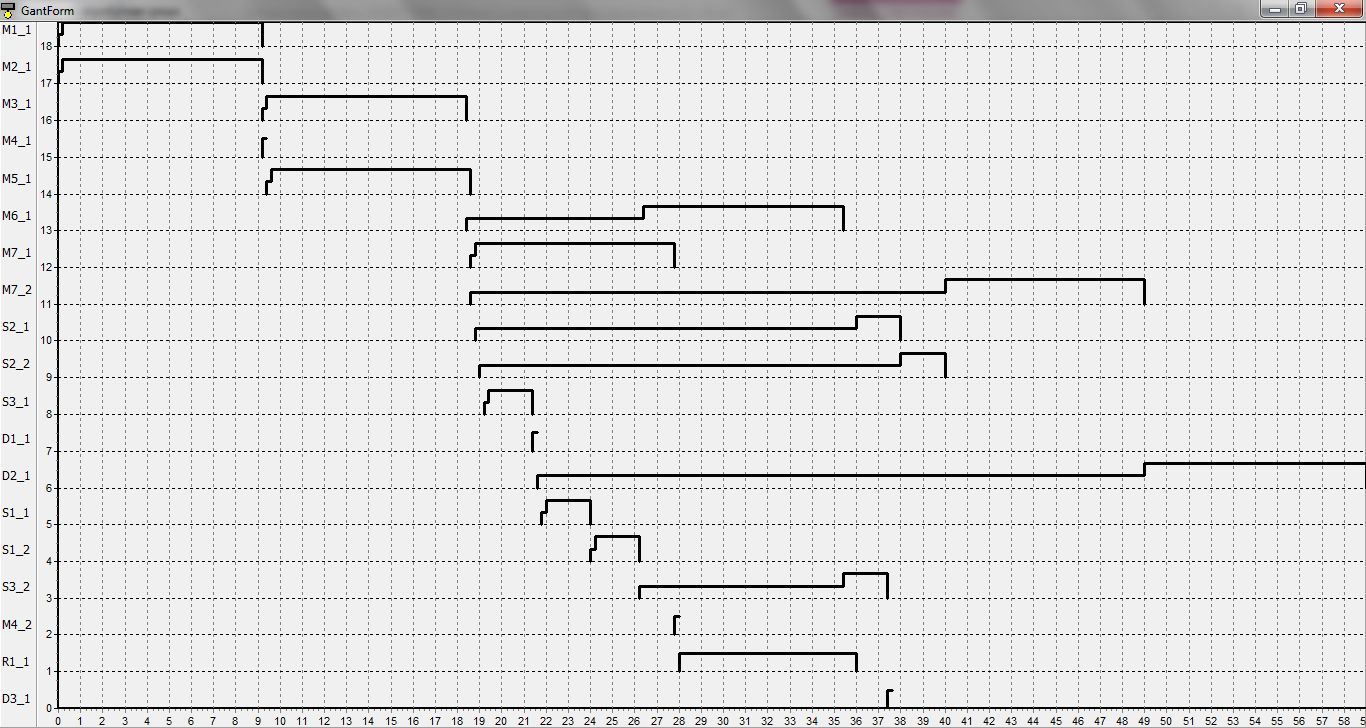 GantForm
M1_1
18
M2_1
17
M3_1
16
M4_1
15
M5_1
14
M6_1
13
M7_1
12
M7_2
11
S2_1
10
S2_2
9
S3_1
8
D1_1
7
D2_1
6
S1_1
5
S1_2
4
S3_2
3
M4_2
2
R1_1
1
D3_1
0
0 1 2 3 4 5 6 7 8 9 10 11 12 13 14 15 16 17 18 19 20 21 22 23 24 25 26 27 28 29 30 31 32 33 34 35 36 37 38 39 40 41 42 43 44 45 46 47 48 49 50 51 52 53 54 55 56 57 58